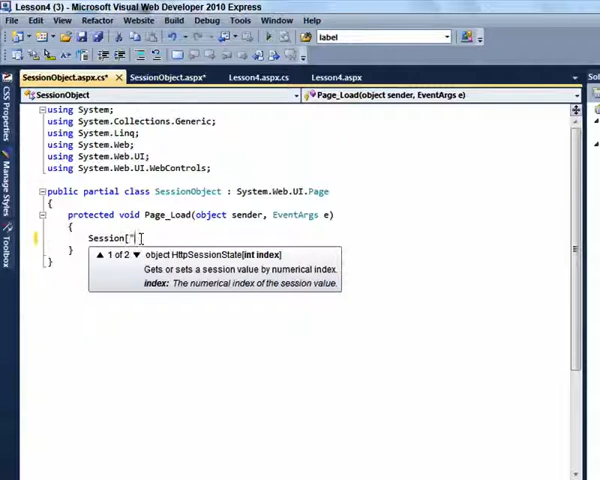 Lesson4 (3) - Microsoft Visual Web Developer 2010 Express
File Edit View Refactor Website Build Debug Tools Window Help
label
SessionObject.aspx.cs* SessionObject.aspx* Lesson4.aspx.cs Lesson4.aspx
SessionObject Page_Load(object sender, EventArgs e)
using System;
using System.Collections.Generic;
using System.Linq;
using System.Web;
using System.Web.UI;
using System.Web.UI.WebControls;
public partial class SessionObject : System.Web.UI.Page
{
protected void Page_Load(object sender, EventArgs e)
{
Session["
}
}
1 of 2 object HttpSessionState[int index]
Gets or sets a session value by numerical index.
index: The numerical index of the session value.
CSS Properties
Manage Styles
Toolbox